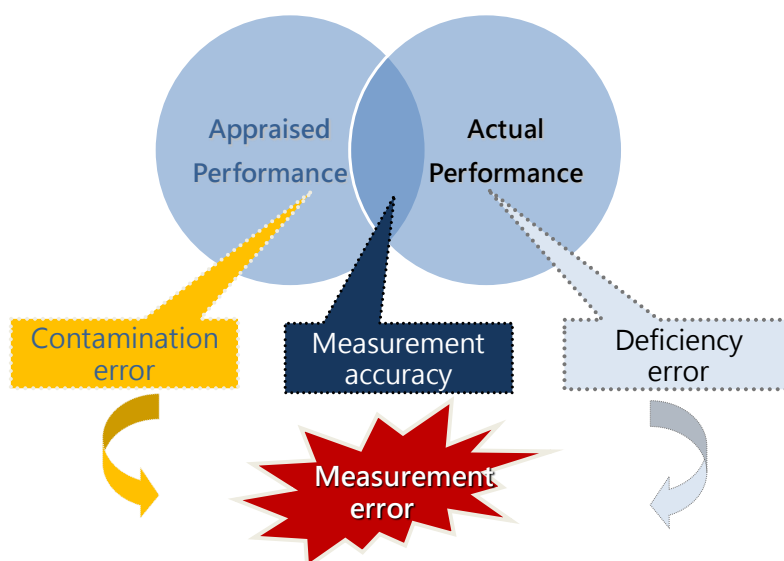 Appraised
Performance
Actual
Performance
Contamination
error
Measurement
accuracy
Deficiency
error
Measurement
error